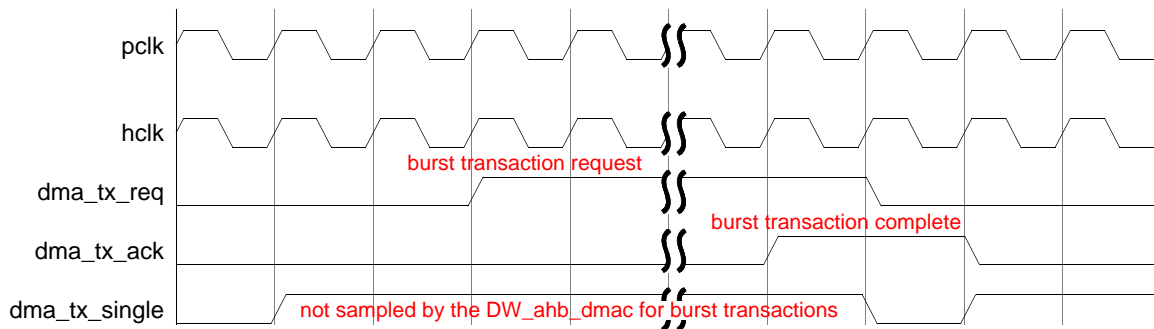 pclk
hclk
burst transaction request
dma_tx_req
burst transaction complete
dma_tx_ack
dma_tx_single
not sampled by the DW_ahb_dmac for burst transactions